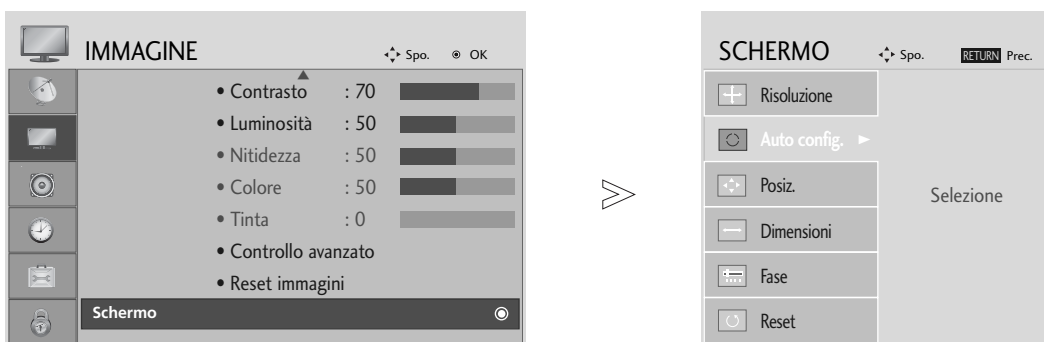 IMMAGINE Spo. OK
• Contrasto : 70
• Luminosità : 50
• Nitidezza : 50
• Colore : 50
• Tinta : 0
• Controllo avanzato
• Reset immagini
Schermo
SCHERMO Spo. RETURN Prec.
Risoluzione
Auto config. ►
Posiz.
Dimensioni
Fase
Reset
Selezione